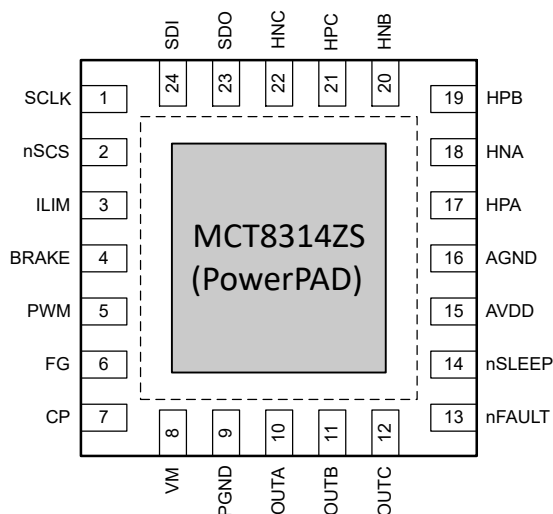 SDI
SDO
HNC
HPC
HNB
24
23
22
21
20
SCLK 1
nSCS 2
ILIM 3
BRAKE 4
PWM 5
FG 6
CP 7
19 HPB
18 HNA
17 HPA
16 AGND
15 AVDD
14 nSLEEP
13 nFAULT
MCT8314ZS
(PowerPAD)
8
9
10
11
12
VM
PGND
OUTA
OUTB
OUTC